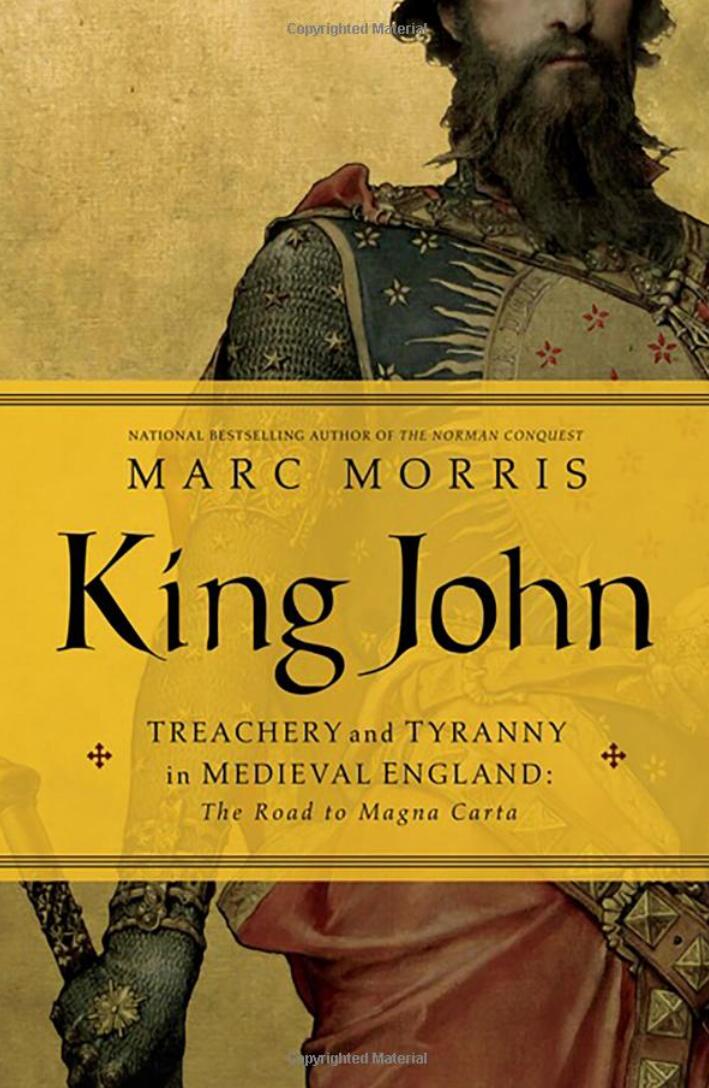 Copyrighted Material
NATIONAL BESTSELLING AUTHOR OF THE NORMAN CONQUEST
MARC MORRIS
King John
TREACHERY and TYRANNY
in MEDIEVAL ENGLAND:
The Road to Magna Carta
Copyrighted Material